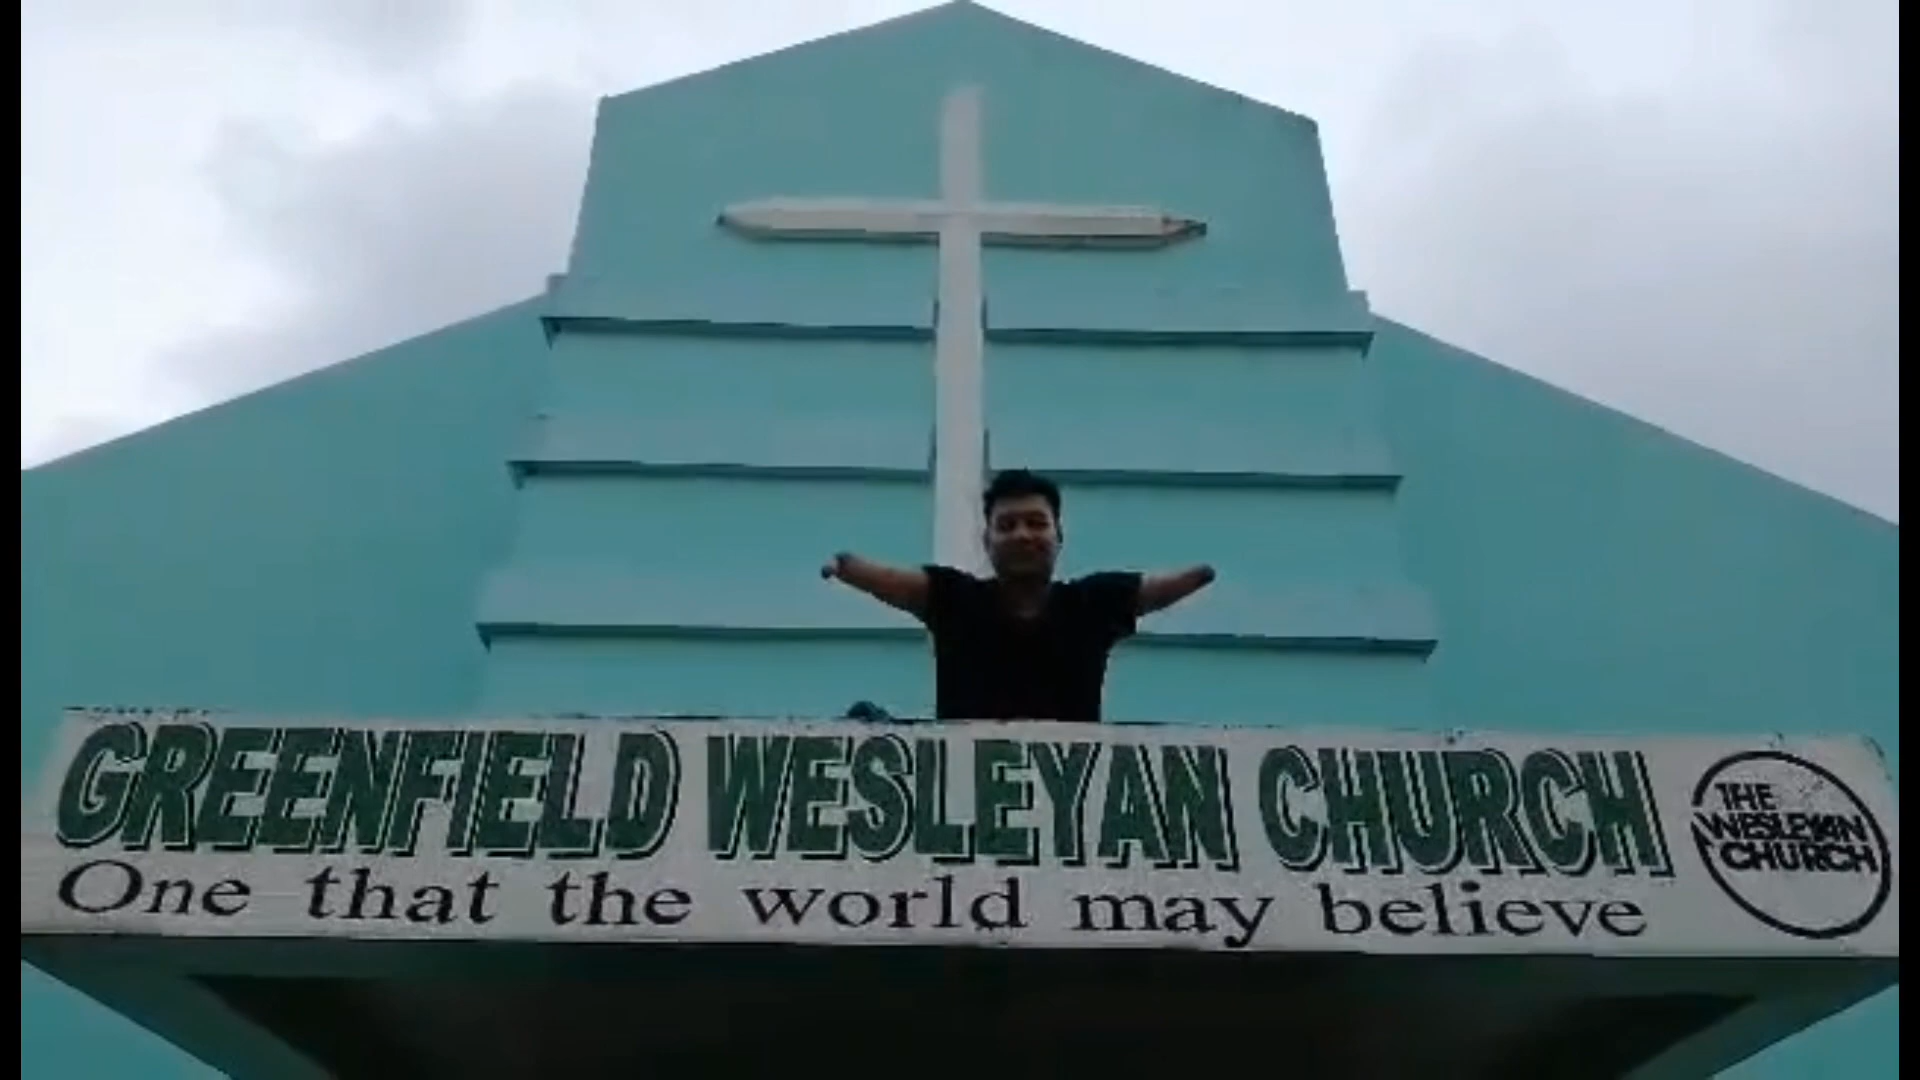 GREENFIELD WESLEYAN CHURCH
One that the world may believe
THE
WESLEYAN
CHURCH